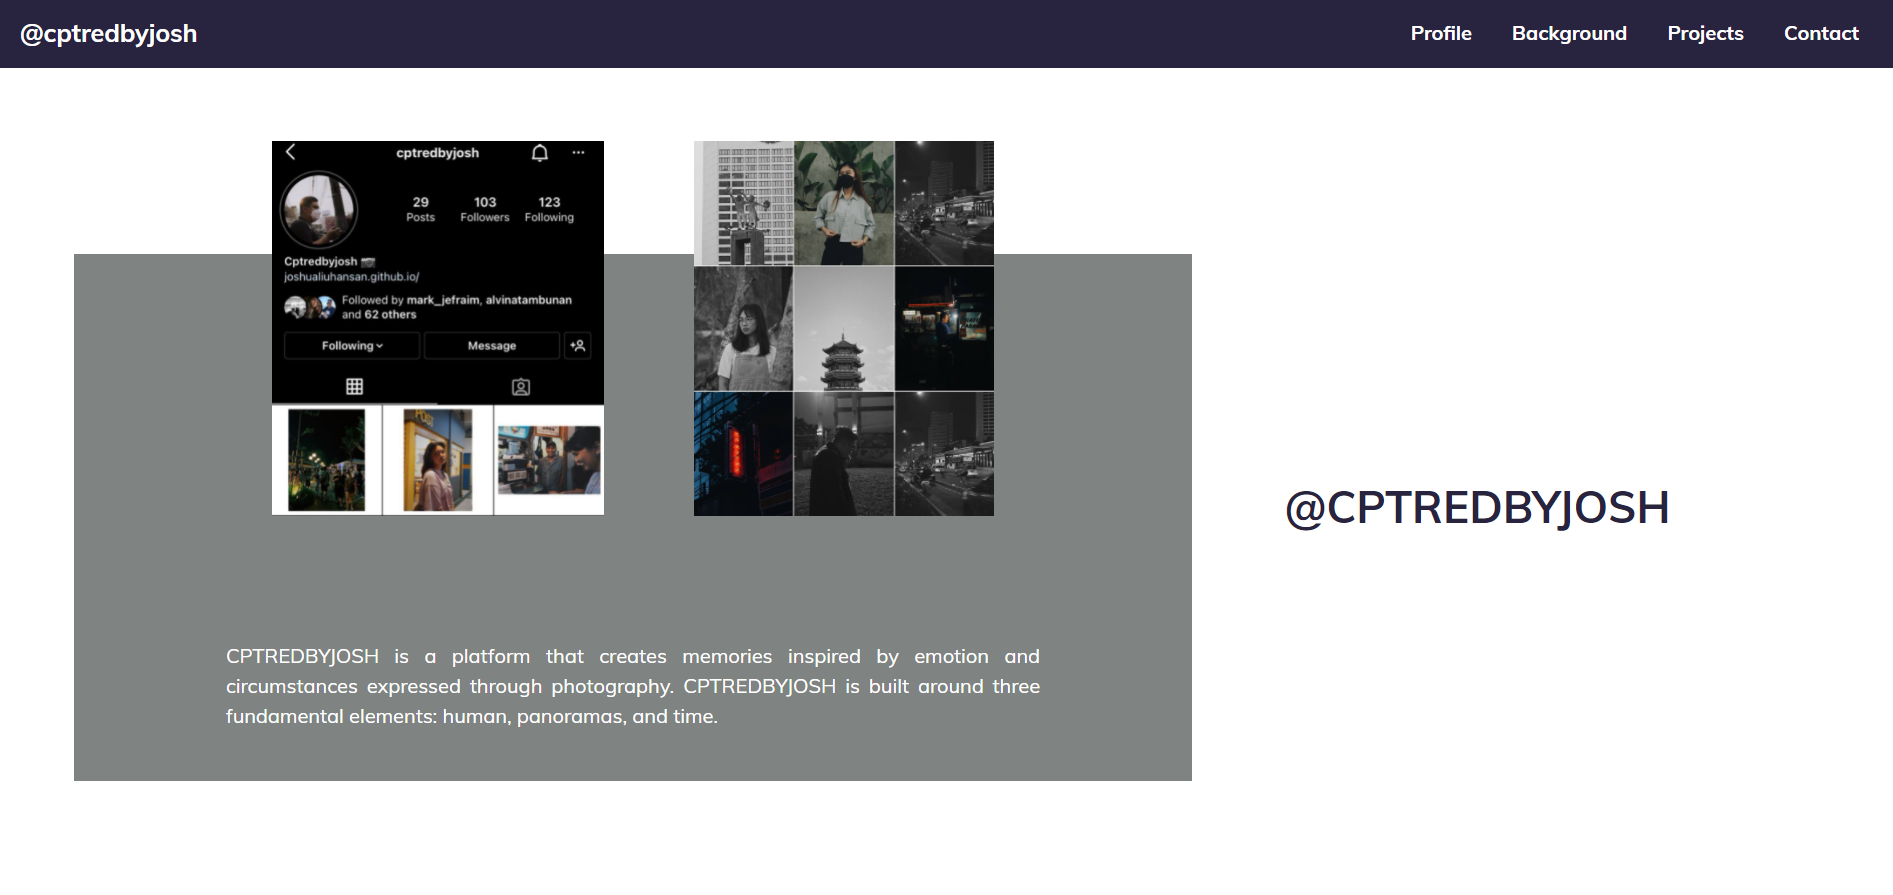 @cptredbyjosh
Profile Background Projects Contact
cptredbyjosh
29 103 123
Posts Followers Following
Cptredbyjosh
joshualiuhansan.github.io/
Followed by mark_jefraim, alvinatambunan
and 62 others
Following Message
POST
@CPTREDBYJOSH
CPTREDBYJOSH is a platform that creates memories inspired by emotion and
circumstances expressed through photography. CPTREDBYJOSH is built around three
fundamental elements: human, panoramas, and time.